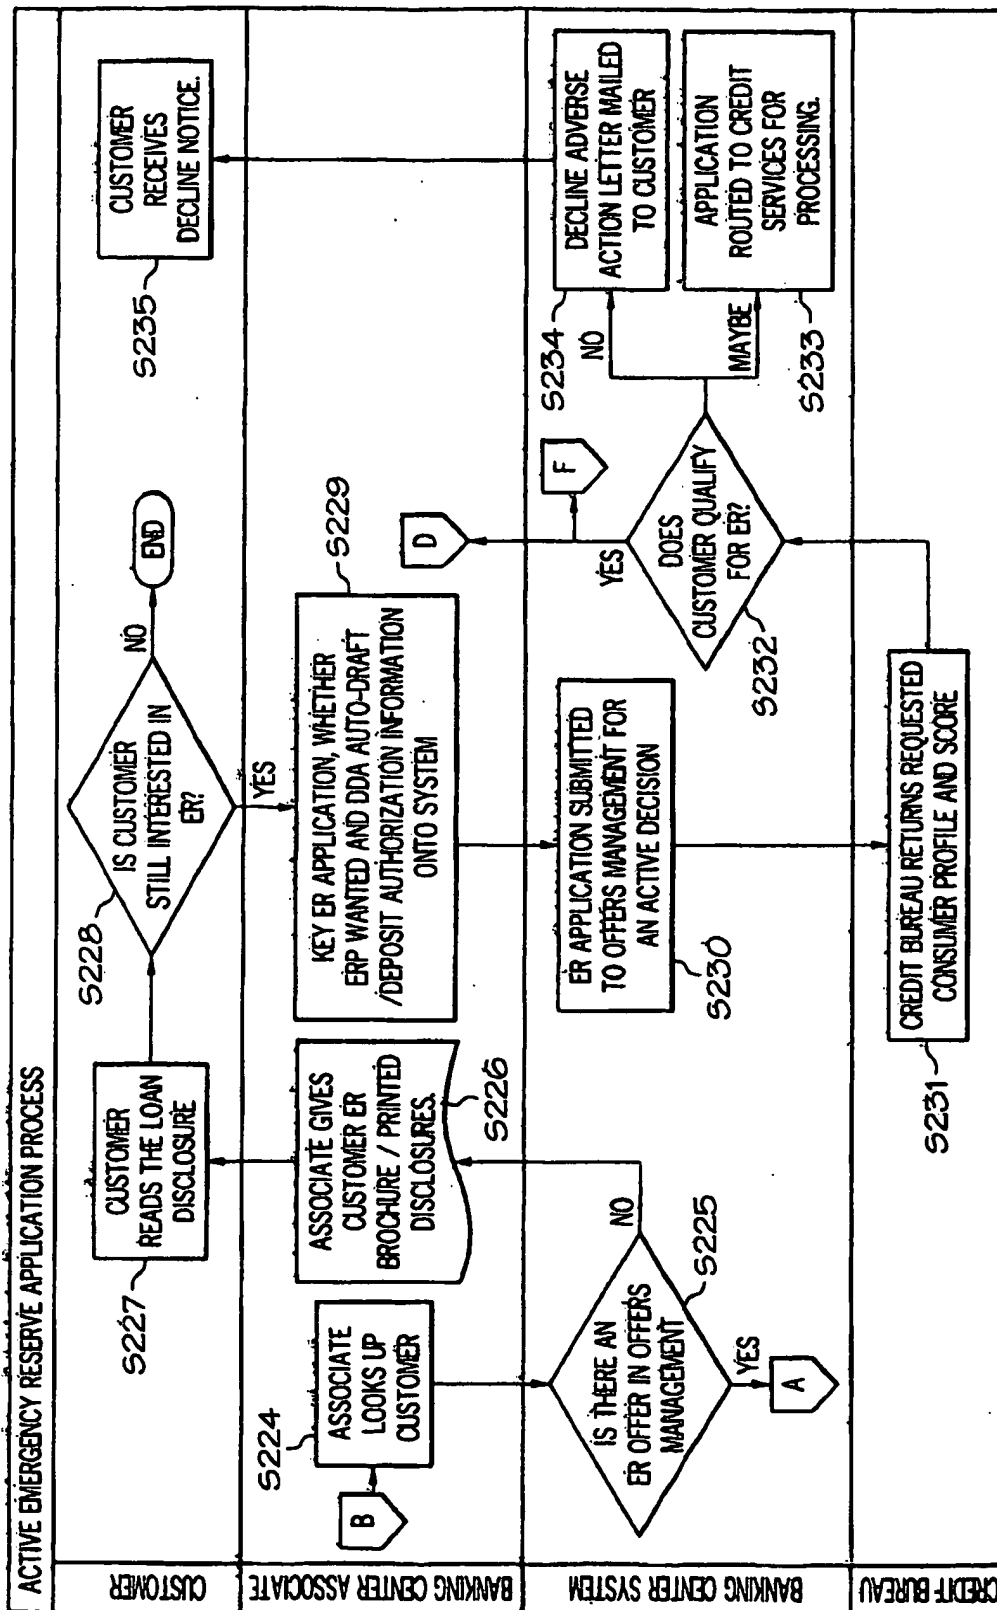 ACTIVE EMERGENCY RESERVE APPLICATION PROCESS
CUSTOMER
S227
CUSTOMER
READS THE LOAN
DISCLOSURE
S228
IS CUSTOMER
STILL INTERESTED IN
ER?
NO
END
YES
S235
CUSTOMER
RECEIVES
DECLINE NOTICE.
BANKING CENTER ASSOCIATE
B
S224
ASSOCIATE
LOOKS UP
CUSTOMER
ASSOCIATE GIVES
CUSTOMER ER
BROCHURE / PRINTED
DISCLOSURES.
S226
KEY ER APPLICATION, WHETHER
ERP WANTED AND DDA AUTO-DRAFT
/DEPOSIT AUTHORIZATION INFORMATION
ONTO SYSTEM
S229
D
BANKING CENTER SYSTEM
IS THERE AN
ER OFFER IN OFFERS
MANAGEMENT
S225
NO
YES
A
ER APPLICATION SUBMITTED
TO OFFERS MANAGEMENT FOR
AN ACTIVE DECISION
S230
YES
F
DOES
CUSTOMER QUALIFY
FOR ER?
S232
NO
S234
DECLINE ADVERSE
ACTION LETTER MAILED
TO CUSTOMER
MAYBE
APPLICATION
ROUTED TO CREDIT
SERVICES FOR
PROCESSING.
S233
CREDIT BUREAU
S231
CREDIT BUREAU RETURNS REQUESTED
CONSUMER PROFILE AND SCORE